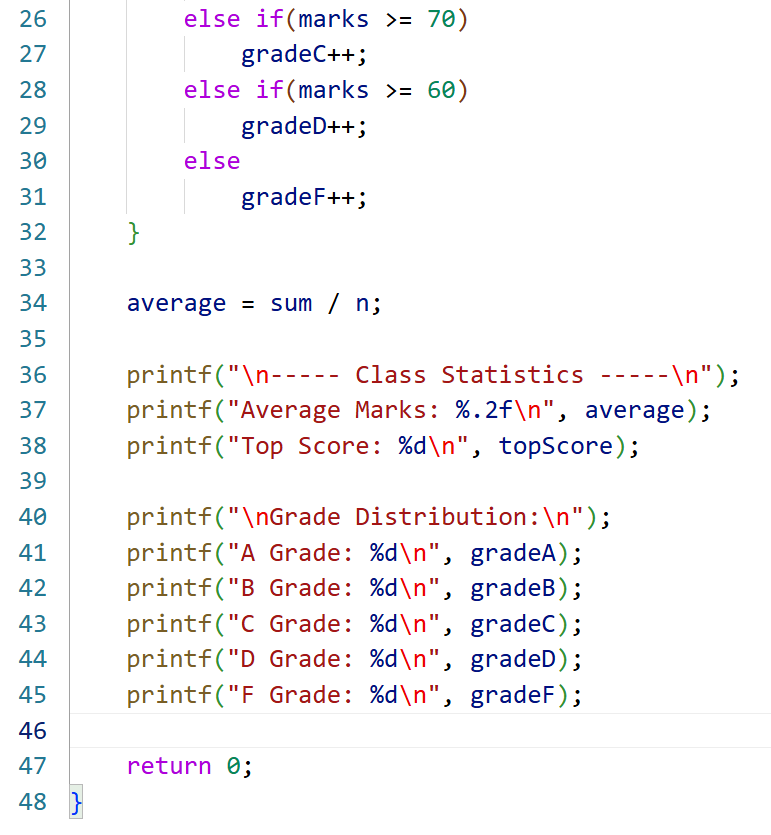 26        else if(marks >= 70)
27            gradeC++;
28        else if(marks >= 60)
29            gradeD++;
30        else
31            gradeF++;
32    }
33
34    average = sum / n;
35
36    printf("\n----- Class Statistics -----\n");
37    printf("Average Marks: %.2f\n", average);
38    printf("Top Score: %d\n", topScore);
39
40    printf("\nGrade Distribution:\n");
41    printf("A Grade: %d\n", gradeA);
42    printf("B Grade: %d\n", gradeB);
43    printf("C Grade: %d\n", gradeC);
44    printf("D Grade: %d\n", gradeD);
45    printf("F Grade: %d\n", gradeF);
46
47    return 0;
48 }